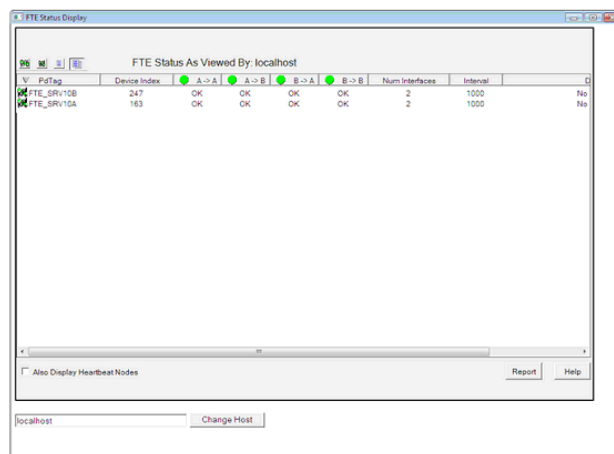 FTE Status Display
FTE Status As Viewed By: localhost
PdTag Device Index A -> A A -> B B -> A B -> B Num Interfaces Interval D
FTE_SRV10B 247 OK OK OK OK 2 1000 No
FTE_SRV10A 163 OK OK OK OK 2 1000 No
Also Display Heartbeat Nodes Report Help
localhost Change Host